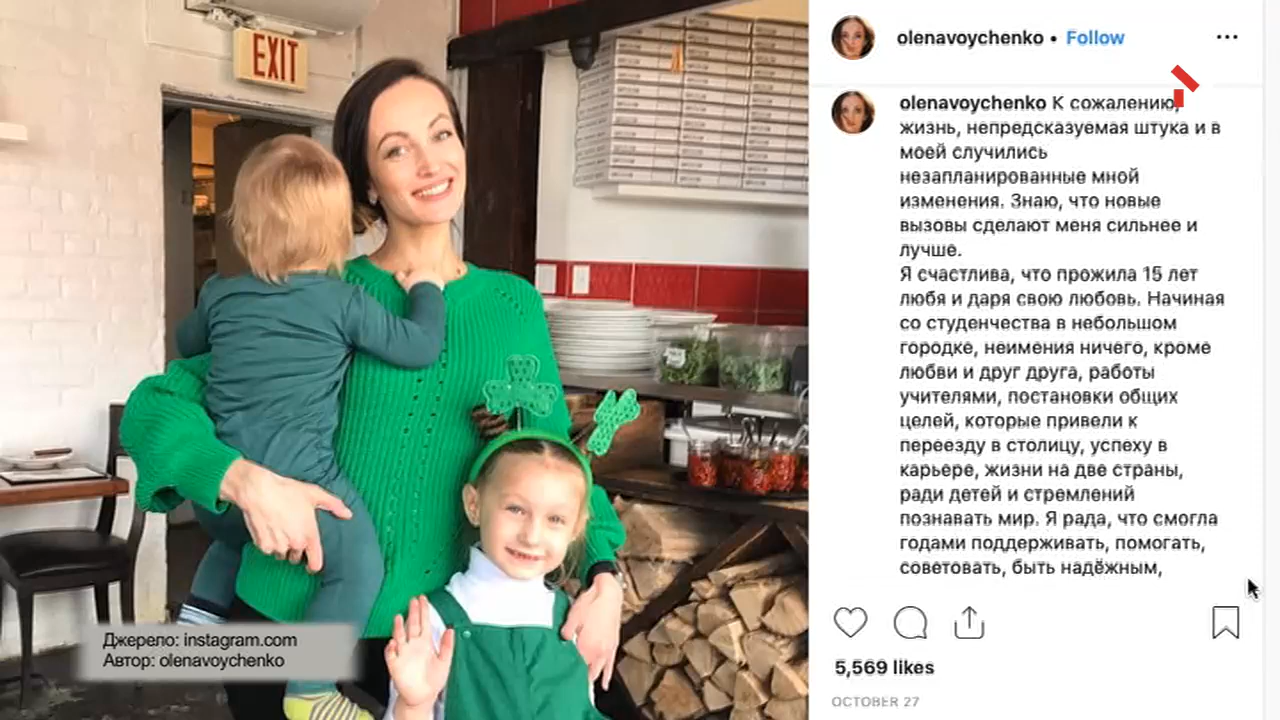 EXIT
olenavoychenko • Follow
olenavoychenko К сожалению,
жизнь, непредсказуемая штука и в
моей случились
незапланированные мной
изменения. Знаю, что новые
вызовы сделают меня сильнее и
лучше.
Я счастлива, что прожила 15 лет
любя и даря свою любовь. Начиная
со студенчества в небольшом
городке, неимения ничего, кроме
любви и друг друга, работы
учителями, постановки общих
целей, которые привели к
переезду в столицу, успеху в
карьере, жизни на две страны,
ради детей и стремлений
познавать мир. Я рада, что смогла
годами поддерживать, помогать,
советовать, быть надёжным,
5,569 likes
OCTOBER 27
Джерело: instagram.com
Автор: olenavoychenko